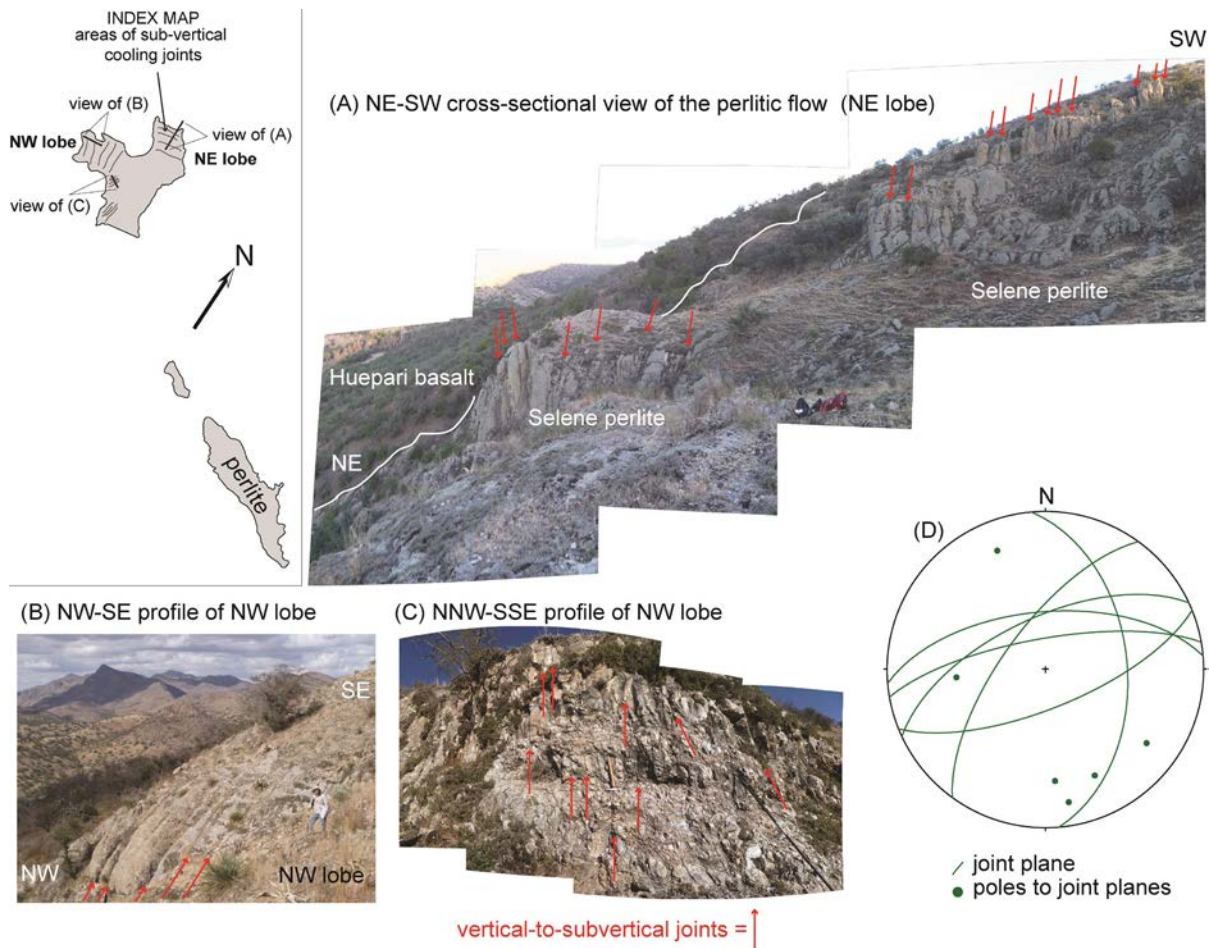 INDEX MAP
areas of sub-vertical
cooling joints
view of (B)
NW lobe
view of (A)
NE lobe
view of (C)
N
perlite
SW
(A) NE-SW cross-sectional view of the perlitic flow (NE lobe)
Selene perlite
Huepari basalt
Selene perlite
NE
(B) NW-SE profile of NW lobe
SE
NW
NW lobe
(C) NNW-SSE profile of NW lobe
vertical-to-subvertical joints =
N
(D)
joint plane
poles to joint planes